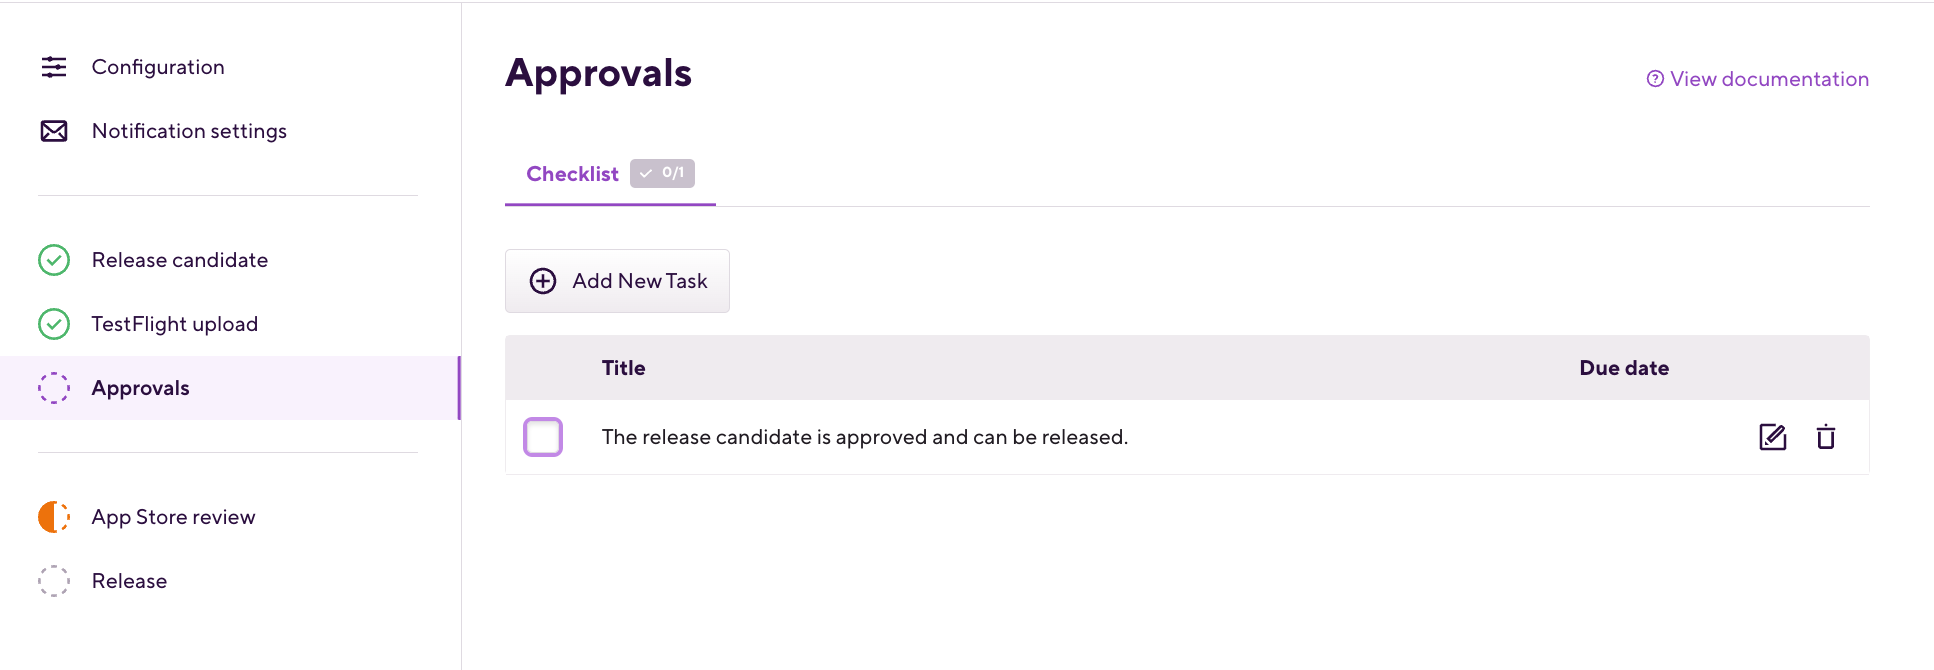 Configuration
Notification settings
Release candidate
TestFlight upload
Approvals
App Store review
Release
Approvals
View documentation
Checklist 0/1
Add New Task
Title Due date
The release candidate is approved and can be released.